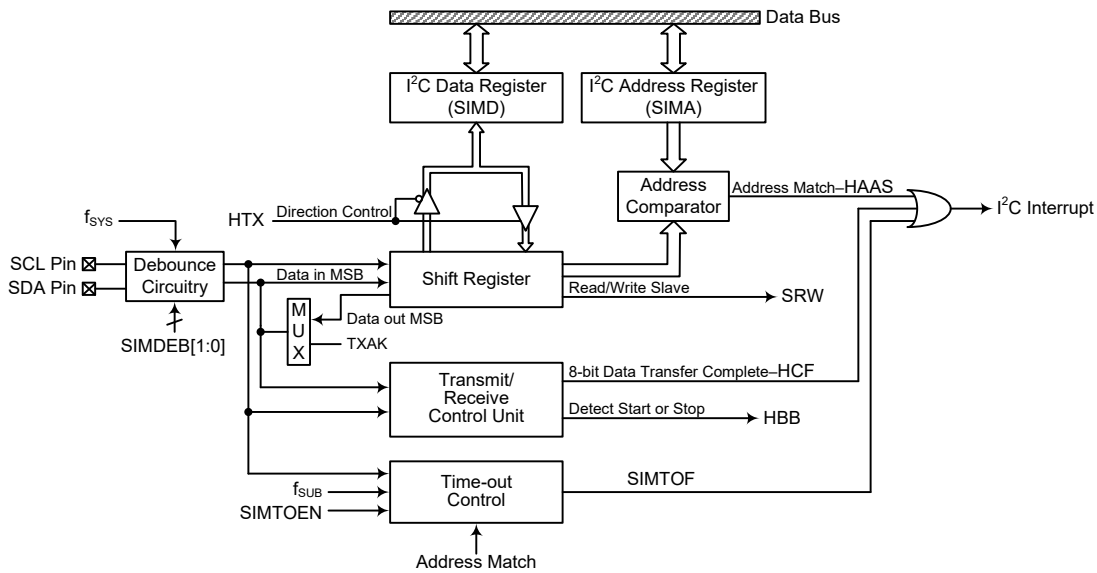 Data Bus
I²C Data Register
(SIMD)
I²C Address Register
(SIMA)
Address
Comparator
Address Match–HAAS
I²C Interrupt
HTX
Direction Control
fSYS
SCL Pin
SDA Pin
Debounce
Circuitry
SIMDEB[1:0]
Data in MSB
Shift Register
Read/Write Slave
SRW
M
U
X
Data out MSB
TXAK
Transmit/
Receive
Control Unit
8-bit Data Transfer Complete–HCF
Detect Start or Stop
HBB
Time-out
Control
fSUB
SIMTOEN
SIMTOF
Address Match